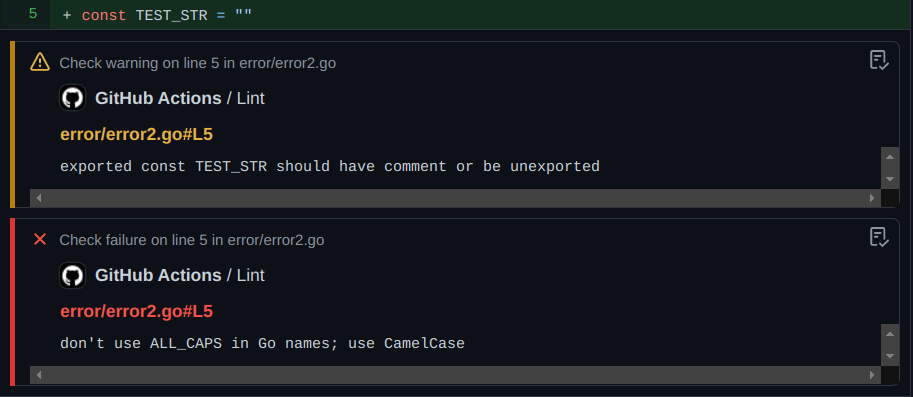 5 + const TEST_STR = ""
Check warning on line 5 in error/error2.go
GitHub Actions / Lint
error/error2.go#L5
exported const TEST_STR should have comment or be unexported
Check failure on line 5 in error/error2.go
GitHub Actions / Lint
error/error2.go#L5
don't use ALL_CAPS in Go names; use CamelCase